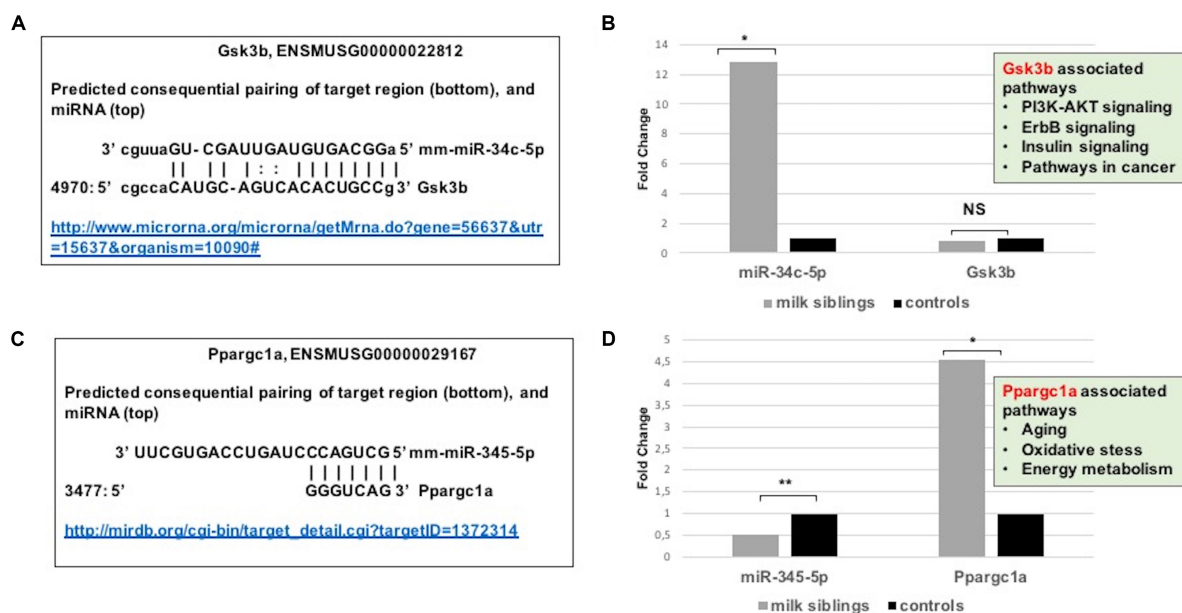 A
Gsk3b, ENSMUSG00000022812
Predicted consequential pairing of target region (bottom), and
miRNA (top)
3' cguuaGU- CGAUUGAUGUGACGGa 5' mm-miR-34c-5p
| | | | | : : | | | | | | | | |
4970: 5' cgccaCAUGC-AGUCACACUGCCg 3' Gsk3b
http://www.microrna.org/microrna/getMrna.do?gene=56637&utr
=15637&organism=10090#
B
Fold Change
14
12
10
8
6
4
2
0
*
NS
miR-34c-5p
Gsk3b
milk siblings
controls
Gsk3b associated
pathways
• PI3K-AKT signaling
• ErbB signaling
• Insulin signaling
• Pathways in cancer
C
Ppargc1a, ENSMUSG00000029167
Predicted consequential pairing of target region (bottom), and
miRNA (top)
3' UUCGUGACCUGAUCCCAGUCG 5' mm-miR-345-5p
| | | | | | |
3477: 5' GGGUCAG 3' Ppargc1a
http://mirdb.org/cgi-bin/target_detail.cgi?targetID=1372314
D
Fold Change
5
4,5
4
3,5
3
2,5
2
1,5
1
0,5
0
**
*
miR-345-5p
Ppargc1a
milk siblings
controls
Ppargc1a associated
pathways
• Aging
• Oxidative stess
• Energy metabolism